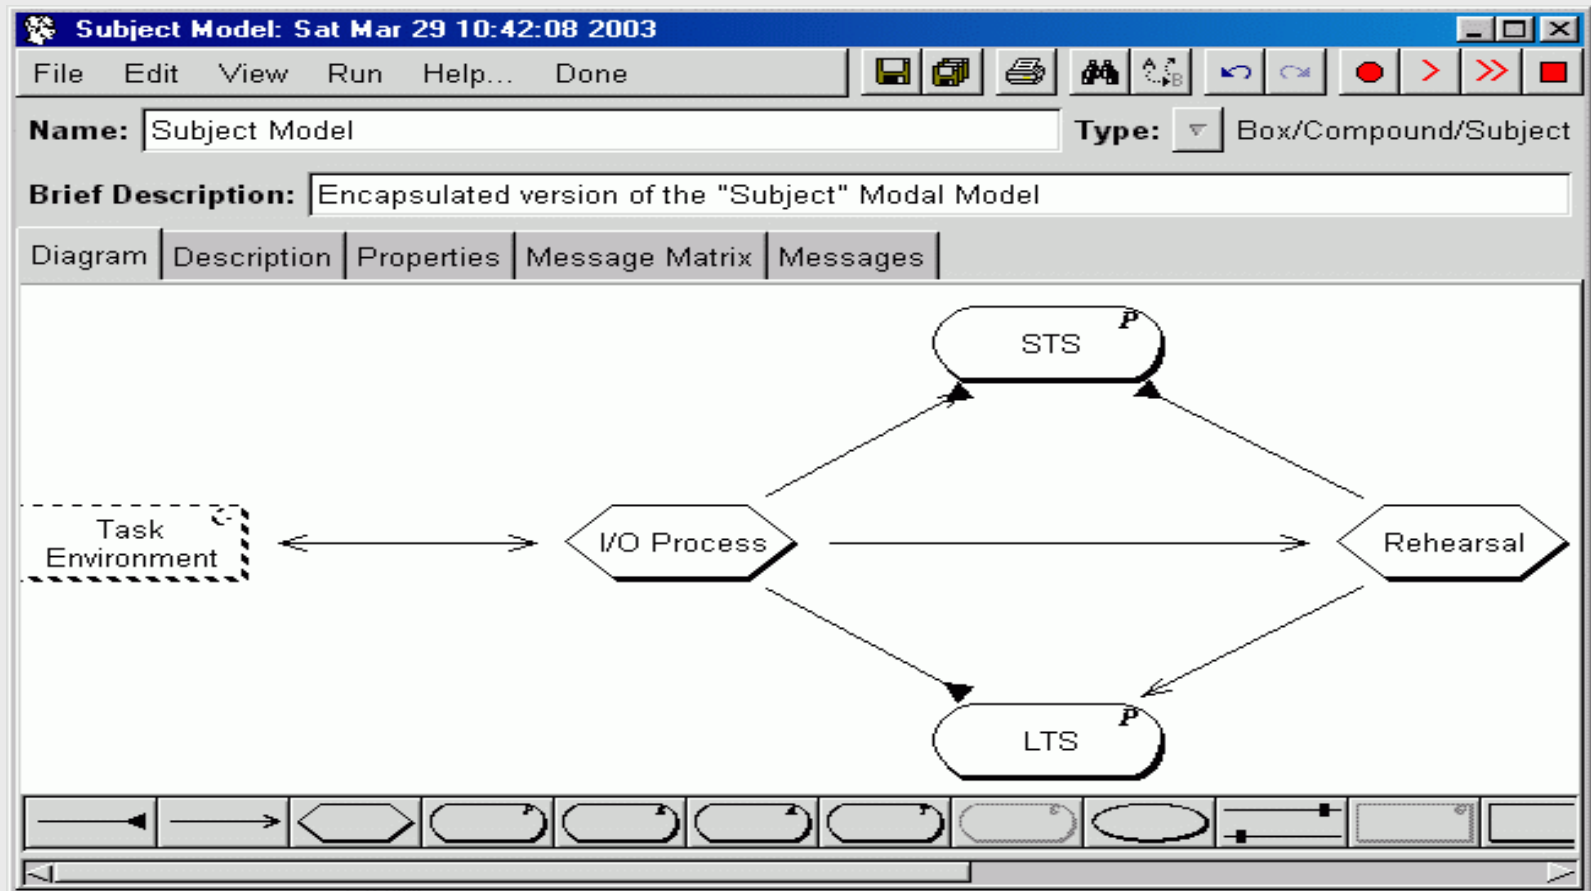 Subject Model: Sat Mar 29 10:42:08 2003
File Edit View Run Help... Done
Name: Subject Model Type: Box/Compound/Subject
Brief Description: Encapsulated version of the "Subject" Modal Model
Diagram Description Properties Message Matrix Messages
P
STS
Task
Environment
C
I/O Process
Rehearsal
P
LTS